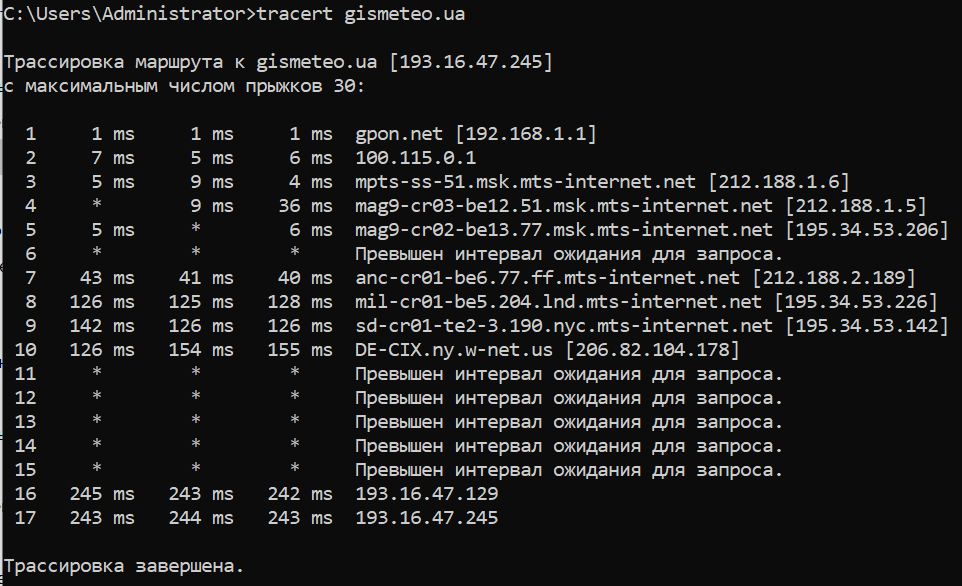 C:\Users\Administrator>tracert gismeteo.ua
Трассировка маршрута к gismeteo.ua [193.16.47.245]
с максимальным числом прыжков 30:
1 1 ms 1 ms 1 ms gpon.net [192.168.1.1]
2 7 ms 5 ms 6 ms 100.115.0.1
3 5 ms 9 ms 4 ms mpts-ss-51.msk.mts-internet.net [212.188.1.6]
4 * 9 ms 36 ms mag9-cr03-be12.51.msk.mts-internet.net [212.188.1.5]
5 5 ms * 6 ms mag9-cr02-be13.77.msk.mts-internet.net [195.34.53.206]
6 * * * Превышен интервал ожидания для запроса.
7 43 ms 41 ms 40 ms anc-cr01-be6.77.ff.mts-internet.net [212.188.2.189]
8 126 ms 125 ms 128 ms mil-cr01-be5.204.lnd.mts-internet.net [195.34.53.226]
9 142 ms 126 ms 126 ms sd-cr01-te2-3.190.nyc.mts-internet.net [195.34.53.142]
10 126 ms 154 ms 155 ms DE-CIX.ny.w-net.us [206.82.104.178]
11 * * * Превышен интервал ожидания для запроса.
12 * * * Превышен интервал ожидания для запроса.
13 * * * Превышен интервал ожидания для запроса.
14 * * * Превышен интервал ожидания для запроса.
15 * * * Превышен интервал ожидания для запроса.
16 245 ms 243 ms 242 ms 193.16.47.129
17 243 ms 244 ms 243 ms 193.16.47.245
Трассировка завершена.